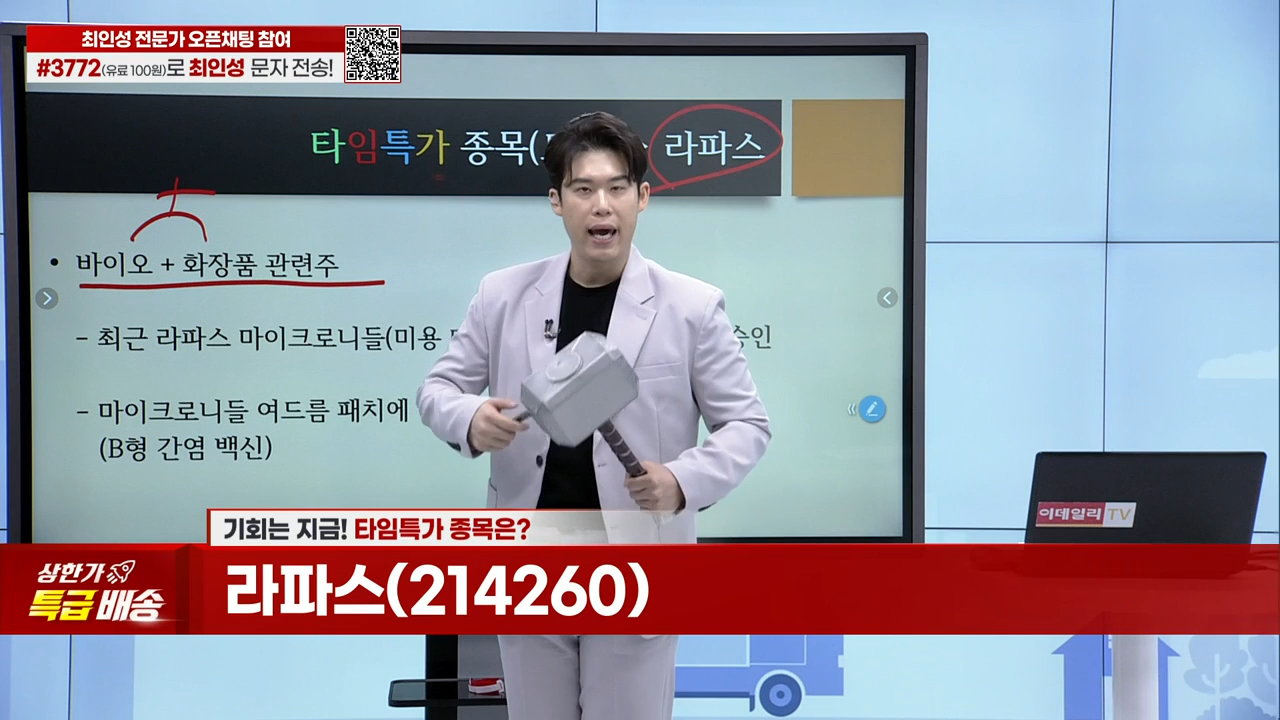 최인성 전문가 오픈채팅 참여
#3772(유료 100원)로 최인성 문자 전송!
타임특가 종목( 라파스
• 바이오 + 화장품 관련주
– 최근 라파스 마이크로니들(미용 승인
– 마이크로니들 여드름 패치에
(B형 간염 백신)
이데일리 TV
기회는 지금! 타임특가 종목은?
상한가
특급 배송
라파스(214260)